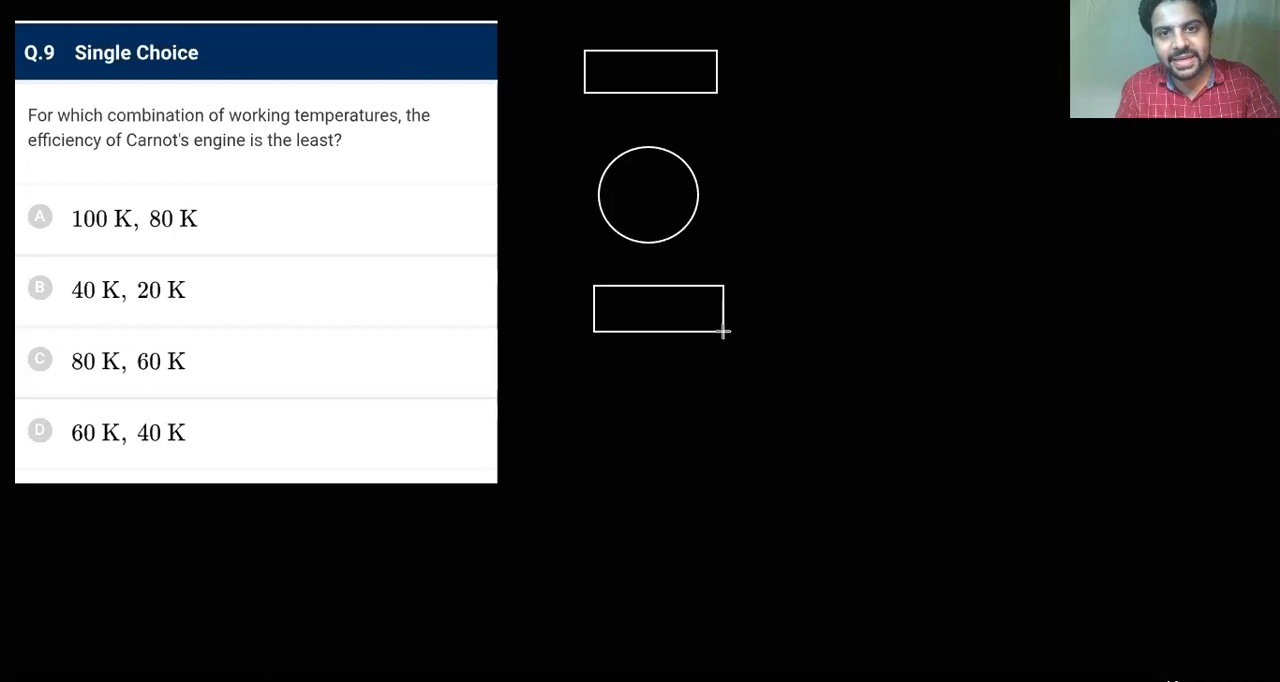 Q.9 Single Choice
For which combination of working temperatures, the
efficiency of Carnot's engine is the least?
A 100 K, 80 K
B 40 K, 20 K
C 80 K, 60 K
D 60 K, 40 K